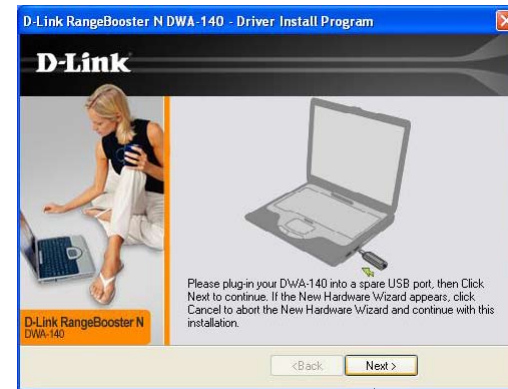 D-Link RangeBooster N DWA-140 - Driver Install Program
D-Link
Please plug-in your DWA-140 into a spare USB port, then Click
Next to continue. If the New Hardware Wizard appears, click
Cancel to abort the New Hardware Wizard and continue with this
installation.
D-Link RangeBooster N
DWA-140
<Back
Next >